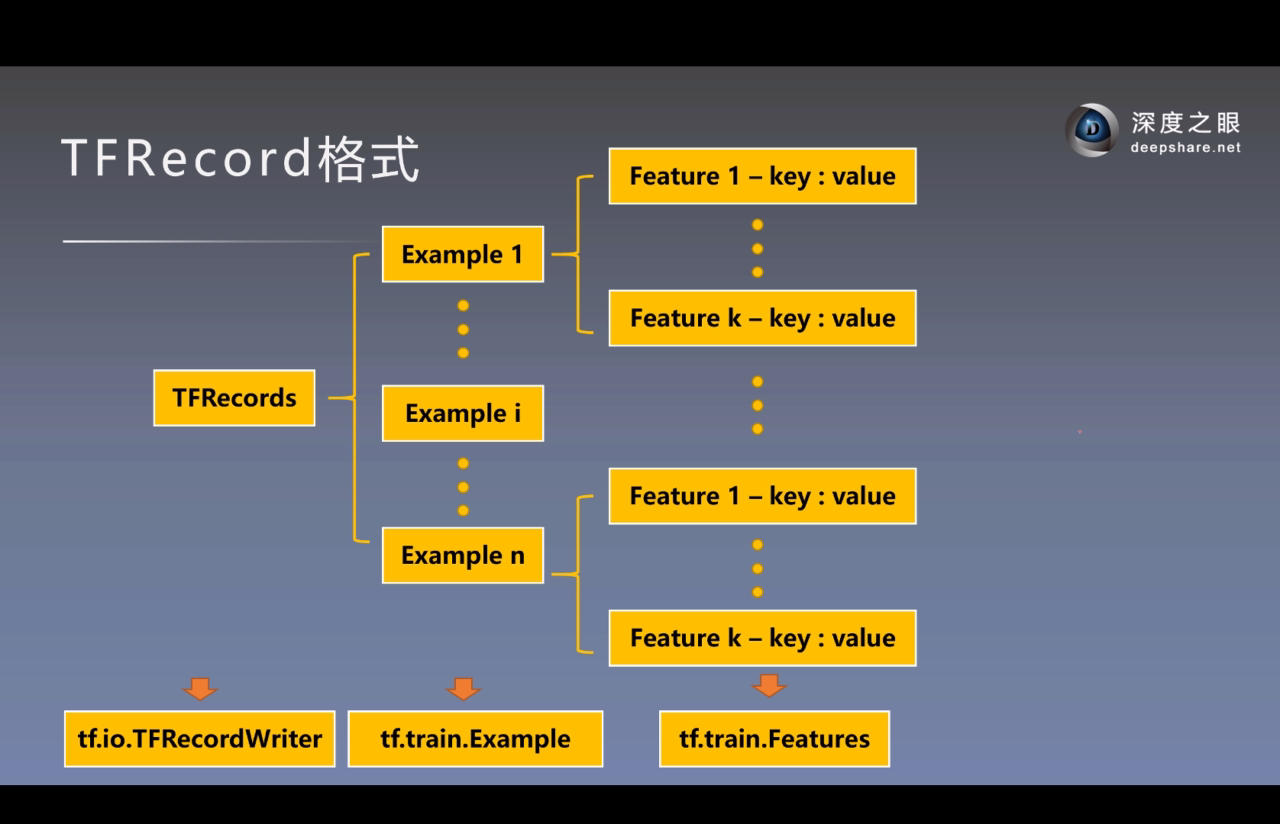 TFRecord格式
深度之眼
deepshare.net
Feature 1 – key : value
Example 1
Feature k – key : value
TFRecords
Example i
Feature 1 – key : value
Example n
Feature k – key : value
tf.io.TFRecordWriter
tf.train.Example
tf.train.Features